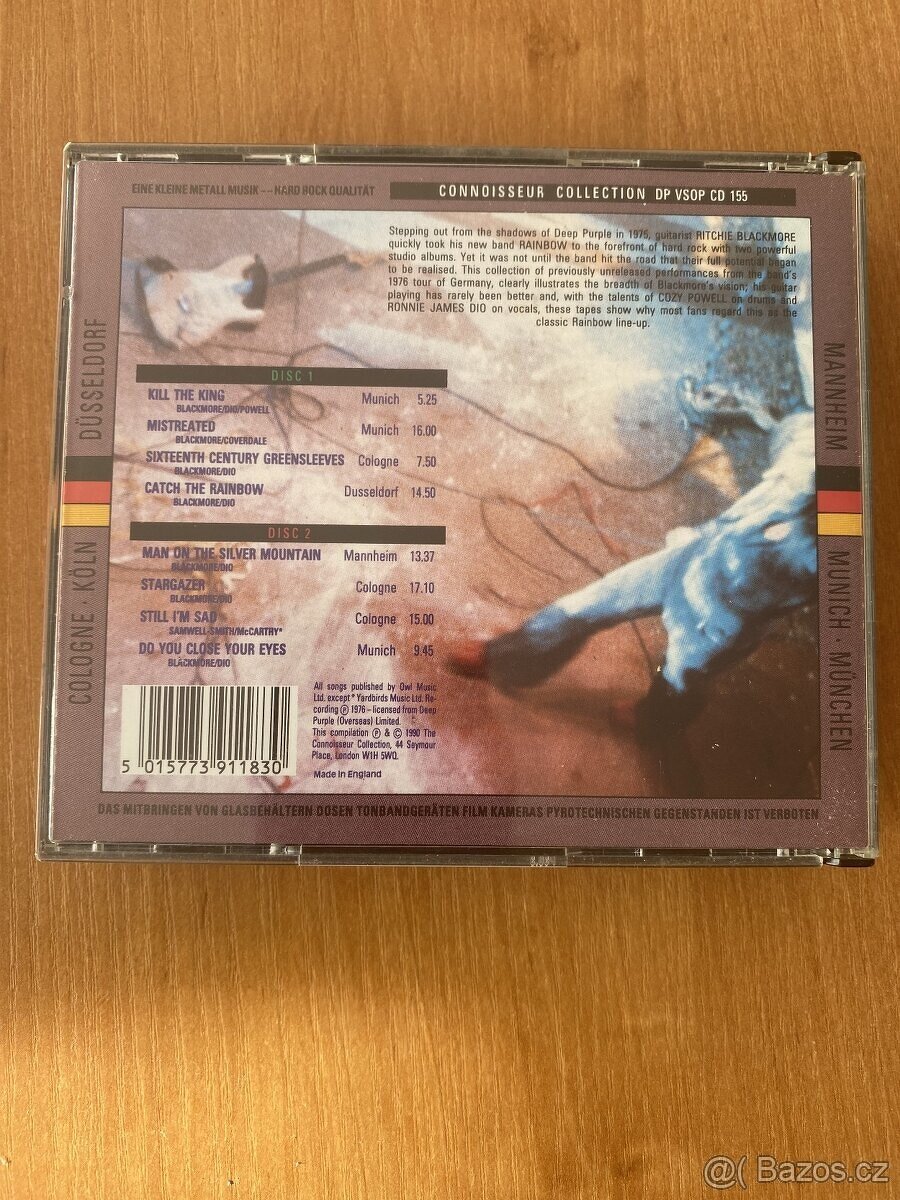 EINE KLEINE METALL MUSIK -- HARD ROCK QUALITÄT
CONNOISSEUR COLLECTION DP VSOP CD 155
Stepping out from the shadows of Deep Purple in 1975, guitarist RITCHIE BLACKMORE
quickly took his new band RAINBOW to the forefront of hard rock with two powerful
studio albums. Yet it was not until the band hit the road that their full potential began
to be realised. This collection of previously unreleased performances from the band's
1976 tour of Germany, clearly illustrates the breadth of Blackmore's vision; his guitar
playing has rarely been better and, with the talents of COZY POWELL on drums and
RONNIE JAMES DIO on vocals, these tapes show why most fans regard this as the
classic Rainbow line-up.
DÜSSELDORF
COLOGNE KÖLN
DISC 1
KILL THE KING Munich 5.25
BLACKMORE/DIO/POWELL
MISTREATED Munich 16.00
BLACKMORE/COVERDALE
SIXTEENTH CENTURY GREENSLEEVES Cologne 7.50
BLACKMORE/DIO
CATCH THE RAINBOW Dusseldorf 14.50
BLACKMORE/DIO
DISC 2
MAN ON THE SILVER MOUNTAIN Mannheim 13.37
BLACKMORE/DIO
STARGAZER Cologne 17.10
BLACKMORE/DIO
STILL I'M SAD Cologne 15.00
SAMWELL-SMITH/McCARTHY*
DO YOU CLOSE YOUR EYES Munich 9.45
BLACKMORE/DIO
MANNHEIM
MUNICH · MÜNCHEN
5 015773 911830
All songs published by Owl Music
Ltd. except * Yardbirds Music Ltd. Re-
cording ℗ 1976 – licensed from Deep
Purple (Overseas) Limited.
This compilation ℗ & © 1990 The
Connoisseur Collection, 44 Seymour
Place, London W1H 5WQ.
Made in England
DAS MITBRINGEN VON GLASBEHÄLTERN DOSEN TONBANDGERÄTEN FILM KAMERAS PYROTECHNISCHEN GEGENSTANDEN IST VERBOTEN
@( Bazos.cz